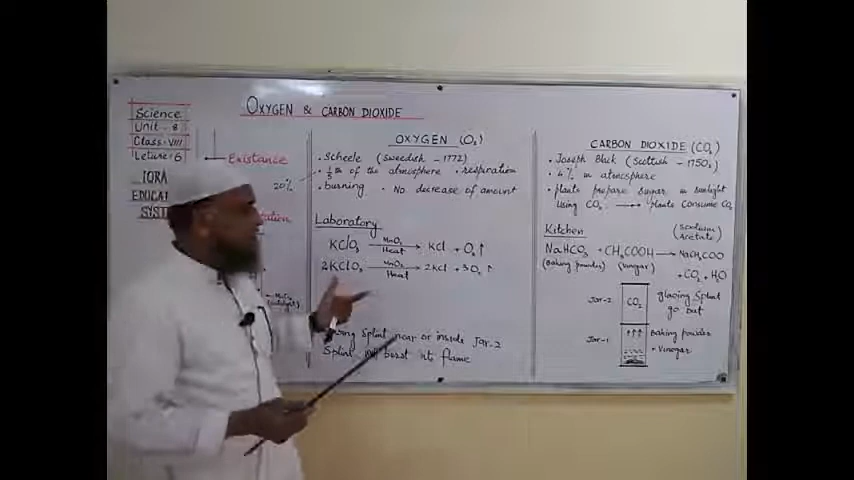 OXYGEN & CARBON DIOXIDE
Science
Unit - 8
Class - VIII
Leture - 6
IQRA
EDUCA
SYST
Existance
20%
tation
OXYGEN (O₂)
• Scheele (Swedish - 1772)
• 1/5 th of the atmosphere • respiration
• burning • No decrease of amount
Laboratory
KClO₃ MnO₂ Heat → KCl + O₂ ↑
2KClO₃ MnO₂ Heat → 2KCl + 3O₂ ↑
Splint near or inside Jar-2
Splint will burst into flame
CARBON DIOXIDE (CO₂)
• Joseph Black (Scottish - 1750s)
• 4% in atmosphere
• plants prepare sugar in sunlight
using CO₂ → plants Consume CO₂
Kitchen
(Sodium Acetate)
NaHCO₃ + CH₃COOH → NaCH₃COO
(Baking powder) (Vinegar)
+ CO₂ + H₂O
Jar-2
CO₂
glowing Splint
go out
Jar-1
Baking powder
+ Vinegar